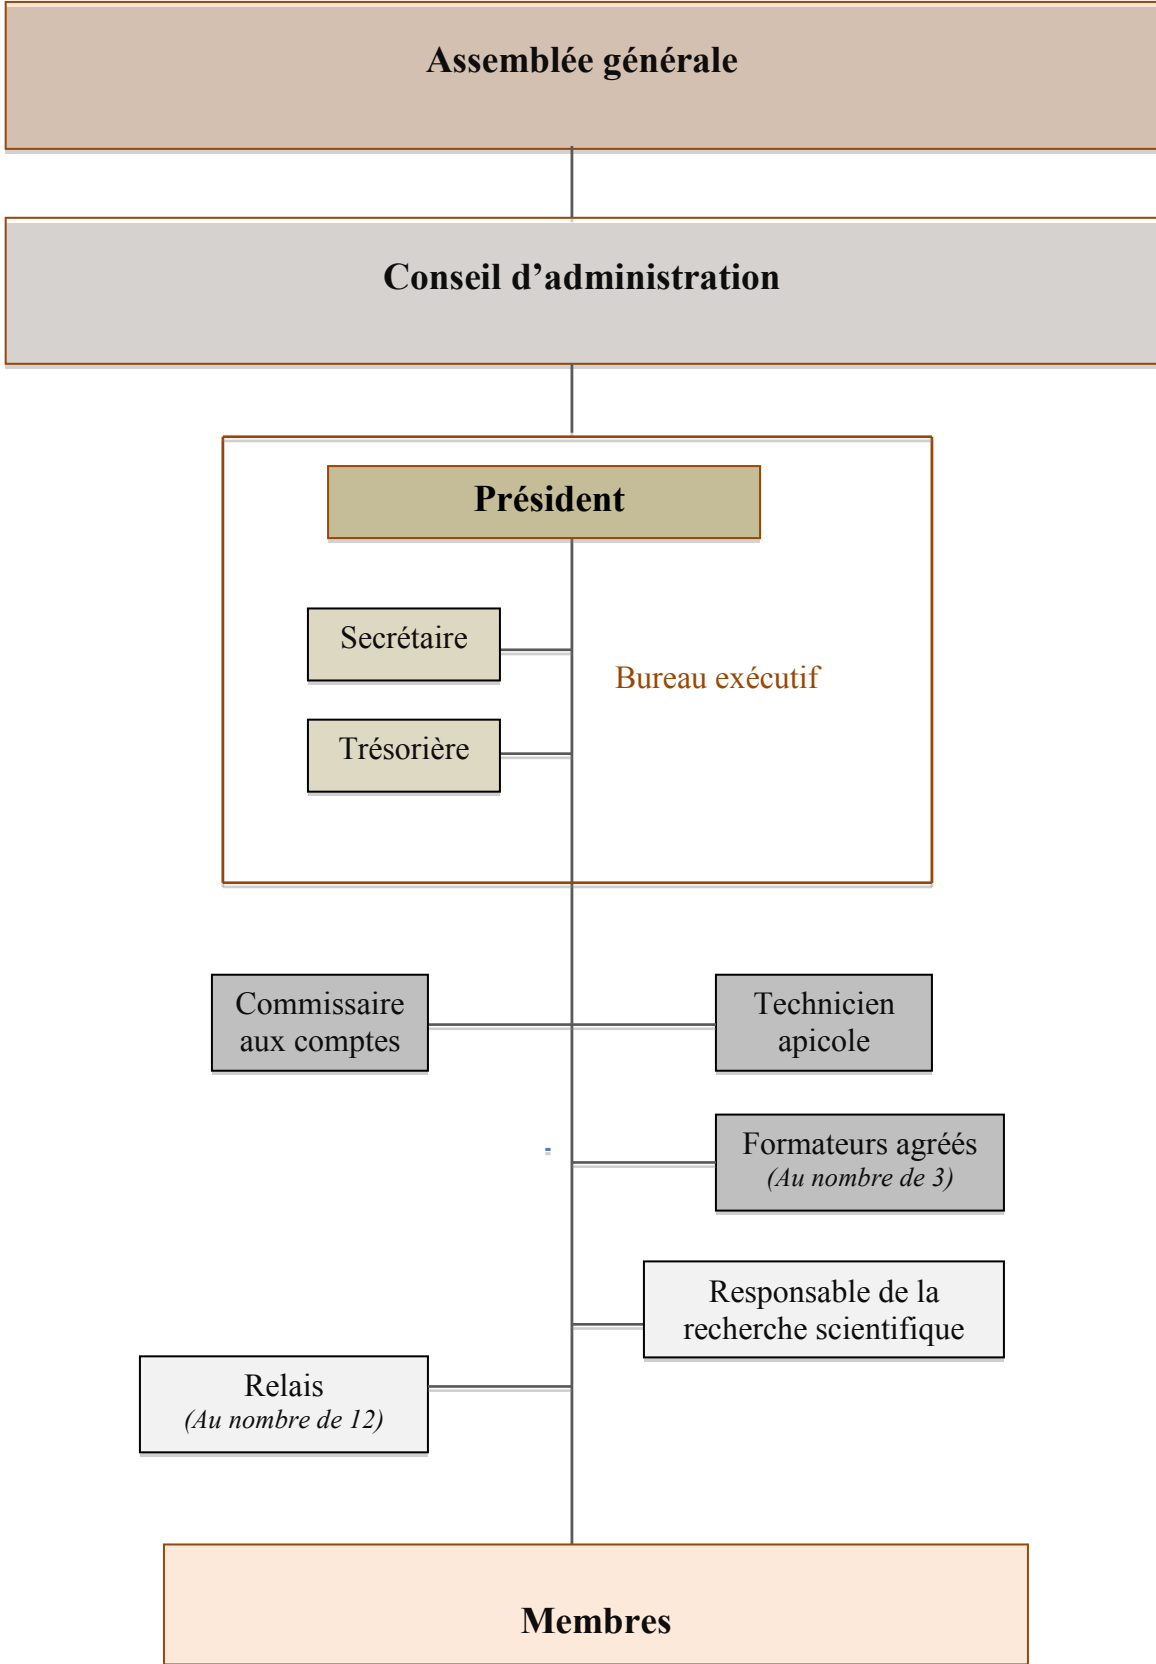 Assemblée générale
Conseil d’administration
Président
Secrétaire
Bureau exécutif
Trésorière
Commissaire
aux comptes
Technicien
apicole
Formateurs agréés
(Au nombre de 3)
Responsable de la
recherche scientifique
Relais
(Au nombre de 12)
Membres